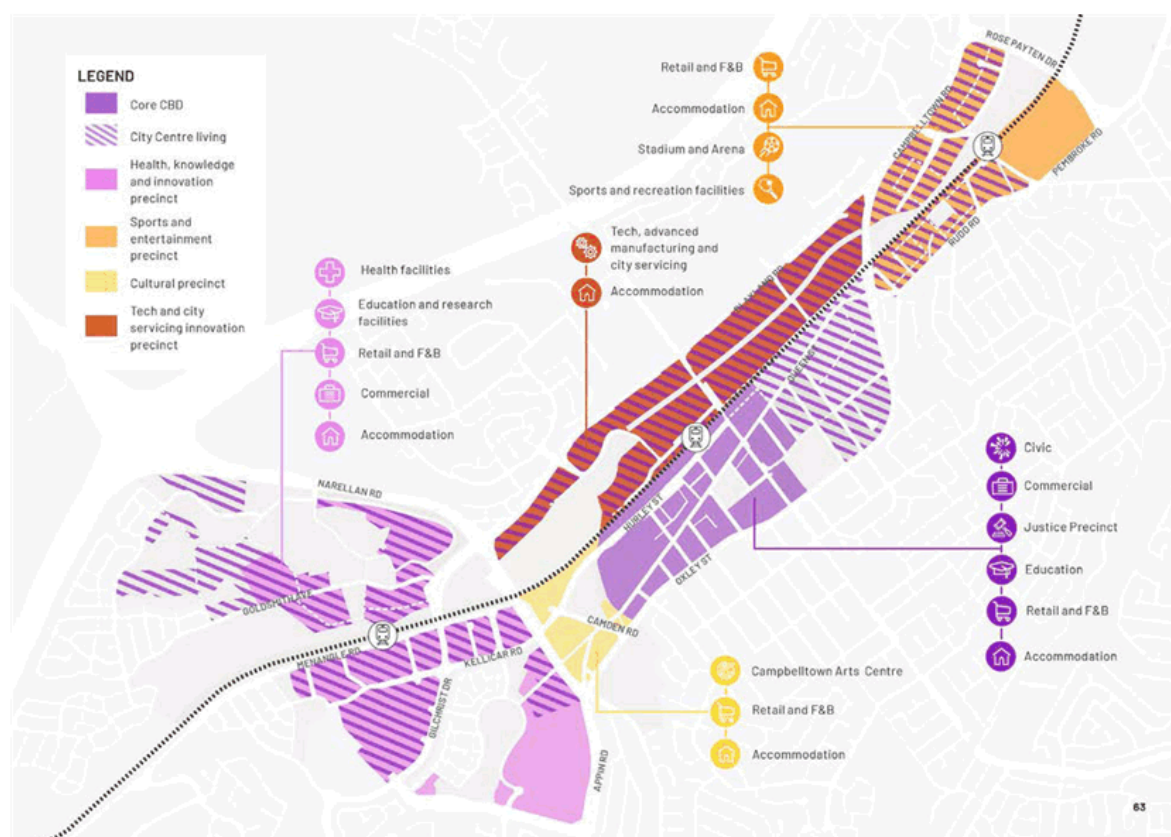 LEGEND
Core CBD
City Centre living
Health, knowledge
and innovation
precinct
Sports and
entertainment
precinct
Cultural precinct
Tech and city
servicing innovation
precinct
Retail and F&B
Accommodation
Stadium and Arena
Sports and recreation facilities
Tech, advanced
manufacturing and
city servicing
Accommodation
Health facilities
Education and research
facilities
Retail and F&B
Commercial
Accommodation
Civic
Commercial
Justice Precinct
Education
Retail and F&B
Accommodation
Campbelltown Arts Centre
Retail and F&B
Accommodation
ROSE PAYTEN DR
CAMPBELLTOWN RD
PEMBROKE RD
RUDD RD
QUEEN ST
HURLEY ST
OXLEY ST
CAMDEN RD
NARELLAN RD
GOLDSMITH AVE
MENANGLE RD
KELLICAR RD
GILCHRIST DR
APPIN RD
63